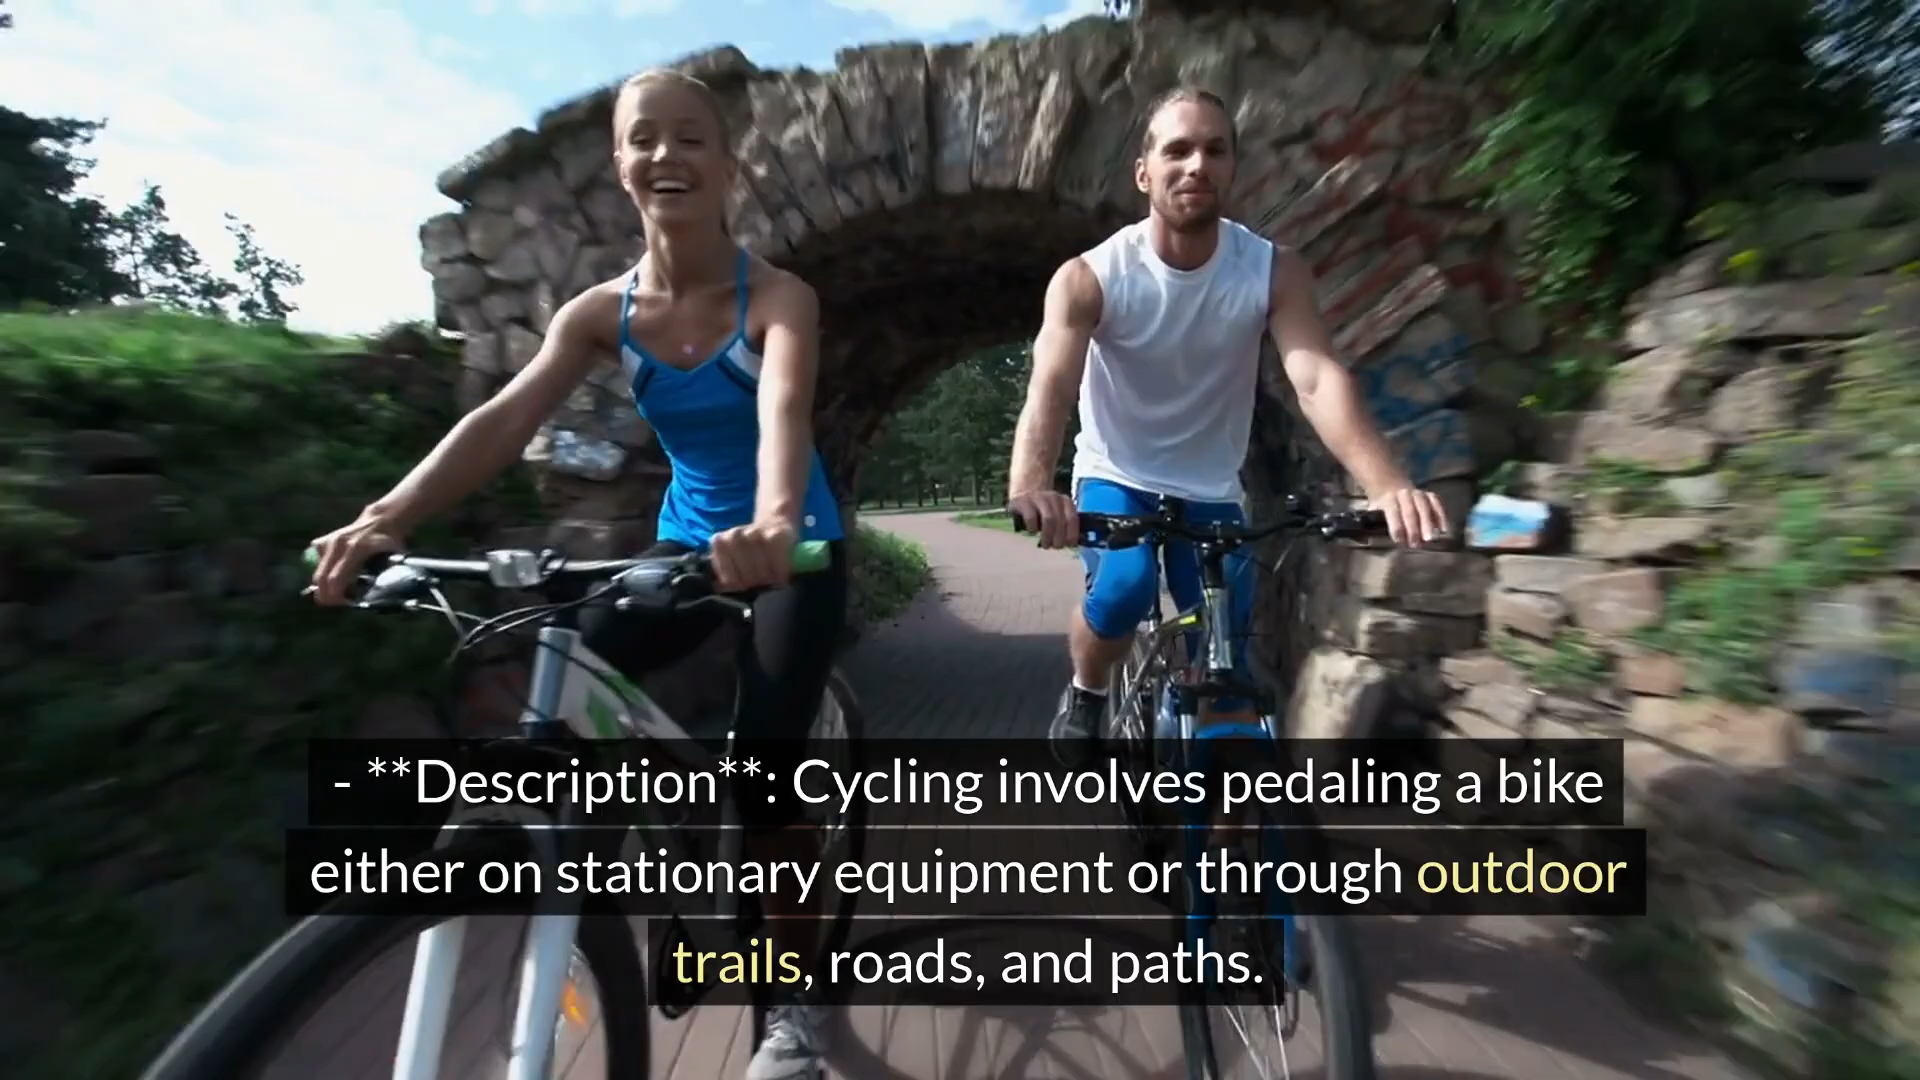 - **Description**: Cycling involves pedaling a bike
either on stationary equipment or through outdoor
trails, roads, and paths.